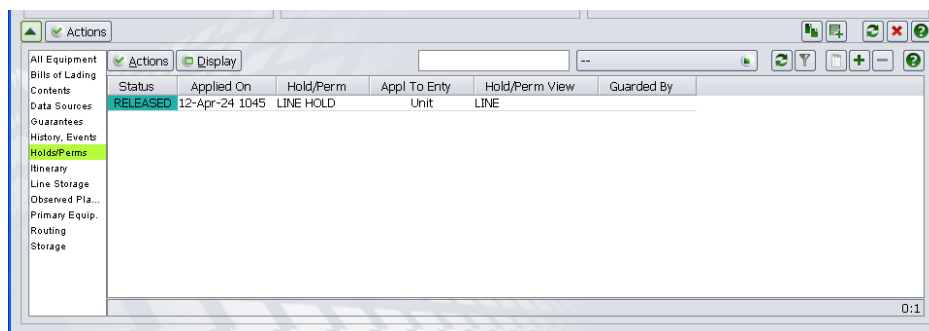 Actions
All Equipment
Bills of Lading
Contents
Data Sources
Guarantees
History, Events
Holds/Perms
Itinerary
Line Storage
Observed Pla...
Primary Equip.
Routing
Storage
Actions Display --
Status Applied On Hold/Perm Appl To Enty Hold/Perm View Guarded By
RELEASED 12-Apr-24 1045 LINE HOLD Unit LINE
0:1